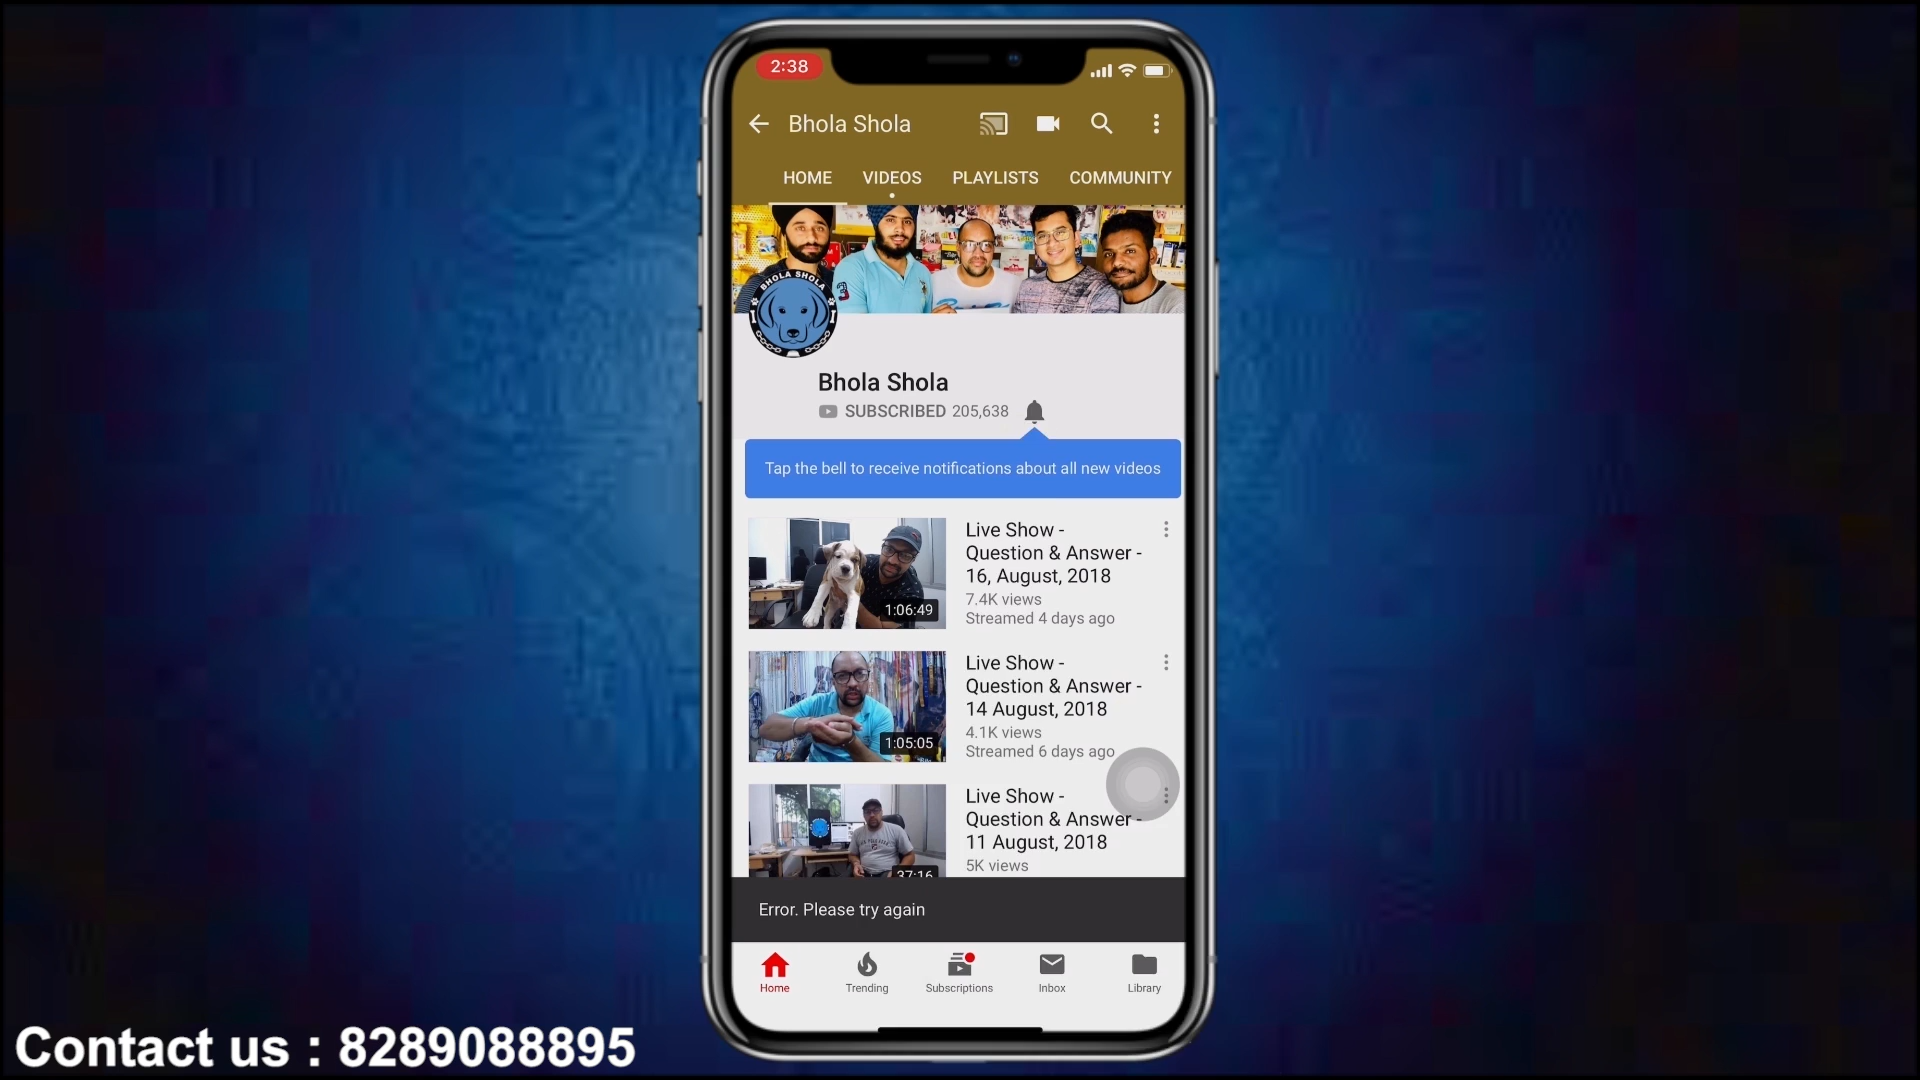 2:38
Bhola Shola
HOME VIDEOS PLAYLISTS COMMUNITY
BHOLA SHOLA
Bhola Shola
SUBSCRIBED 205,638
Tap the bell to receive notifications about all new videos
Live Show -
Question & Answer -
16, August, 2018
7.4K views
Streamed 4 days ago
1:06:49
Live Show -
Question & Answer -
14 August, 2018
4.1K views
Streamed 6 days ago
1:05:05
Live Show -
Question & Answer -
11 August, 2018
5K views
37:16
Error. Please try again
Home Trending Subscriptions Inbox Library
Contact us : 8289088895